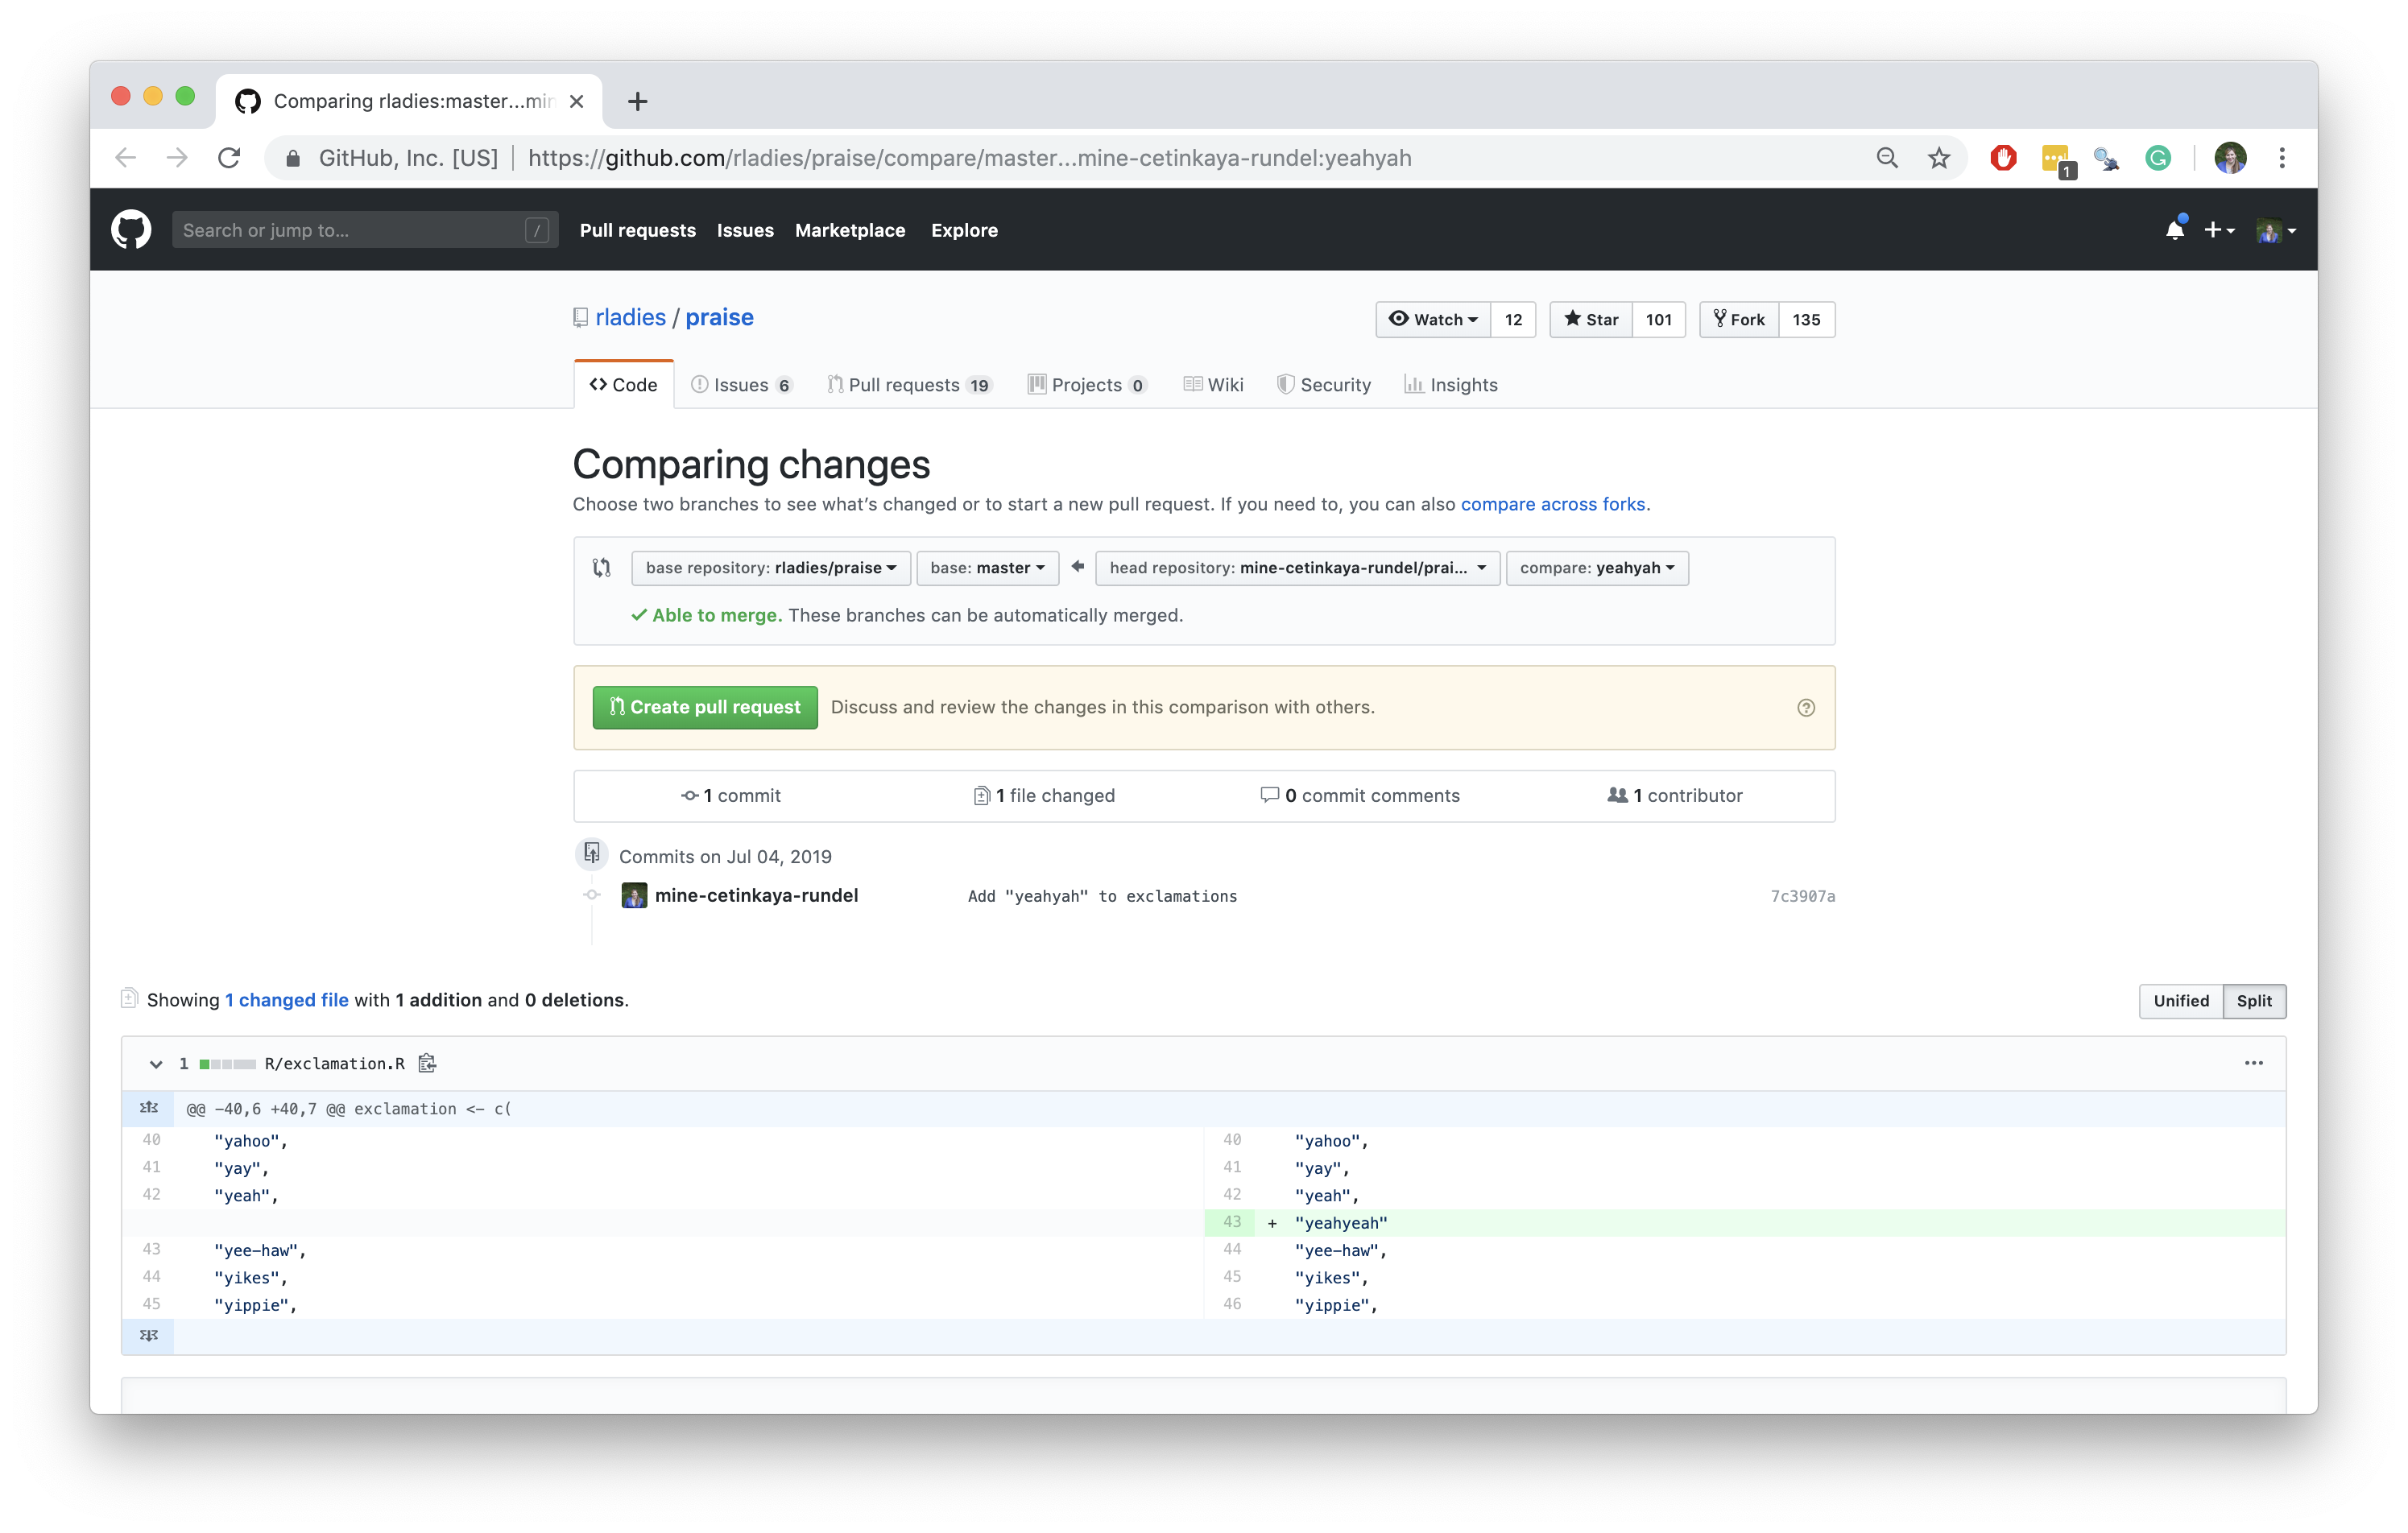 Comparing rladies:master...min
GitHub, Inc. [US] | https://github.com/rladies/praise/compare/master...mine-cetinkaya-rundel:yeahyah
1
Search or jump to... /
Pull requests Issues Marketplace Explore
rladies / praise
Watch 12 Star 101 Fork 135
Code Issues 6 Pull requests 19 Projects 0 Wiki Security Insights
Comparing changes
Choose two branches to see what’s changed or to start a new pull request. If you need to, you can also compare across forks.
base repository: rladies/praise base: master head repository: mine-cetinkaya-rundel/prai... compare: yeahyah
Able to merge. These branches can be automatically merged.
Create pull request Discuss and review the changes in this comparison with others.
1 commit 1 file changed 0 commit comments 1 contributor
Commits on Jul 04, 2019
mine-cetinkaya-rundel Add "yeahyah" to exclamations 7c3907a
Showing 1 changed file with 1 addition and 0 deletions. Unified Split
1 R/exclamation.R
@@ -40,6 +40,7 @@ exclamation <- c(
40 "yahoo", 40 "yahoo",
41 "yay", 41 "yay",
42 "yeah", 42 "yeah",
43 + "yeahyeah"
43 "yee-haw", 44 "yee-haw",
44 "yikes", 45 "yikes",
45 "yippie", 46 "yippie",